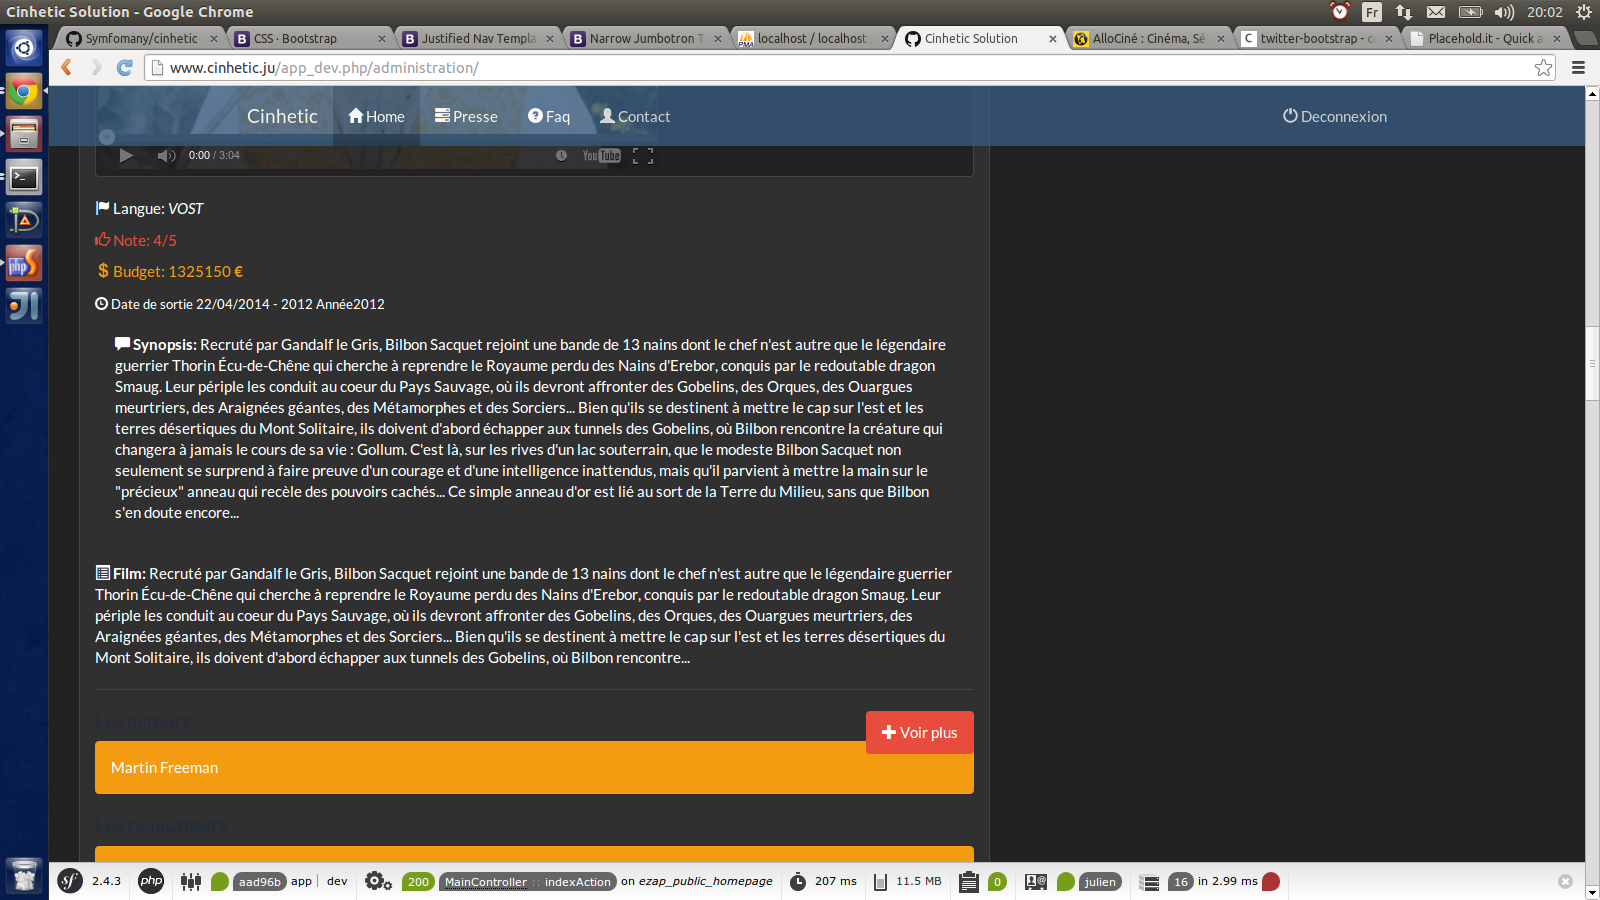 Cinhetic Solution - Google Chrome
Fr
20:02
Symfomany/cinhetic
CSS · Bootstrap
Justified Nav Templa
Narrow Jumbotron T
localhost / localhost
Cinhetic Solution
AlloCiné : Cinéma, Sé
twitter-bootstrap - c
Placehold.it - Quick a
www.cinhetic.ju/app_dev.php/administration/
Cinhetic
Home
Presse
Faq
Contact
Deconnexion
0:00 / 3:04
YouTube
Langue: VOST
Note: 4/5
$ Budget: 1325150 €
Date de sortie 22/04/2014 - 2012 Année2012
Synopsis: Recruté par Gandalf le Gris, Bilbon Sacquet rejoint une bande de 13 nains dont le chef n'est autre que le légendaire
guerrier Thorin Écu-de-Chêne qui cherche à reprendre le Royaume perdu des Nains d'Erebor, conquis par le redoutable dragon
Smaug. Leur périple les conduit au coeur du Pays Sauvage, où ils devront affronter des Gobelins, des Orques, des Ouargues
meurtriers, des Araignées géantes, des Métamorphes et des Sorciers... Bien qu'ils se destinent à mettre le cap sur l'est et les
terres désertiques du Mont Solitaire, ils doivent d'abord échapper aux tunnels des Gobelins, où Bilbon rencontre la créature qui
changera à jamais le cours de sa vie : Gollum. C'est là, sur les rives d'un lac souterrain, que le modeste Bilbon Sacquet non
seulement se surprend à faire preuve d'un courage et d'une intelligence inattendus, mais qu'il parvient à mettre la main sur le
"précieux" anneau qui recèle des pouvoirs cachés... Ce simple anneau d'or est lié au sort de la Terre du Milieu, sans que Bilbon
s'en doute encore...
Film: Recruté par Gandalf le Gris, Bilbon Sacquet rejoint une bande de 13 nains dont le chef n'est autre que le légendaire guerrier
Thorin Écu-de-Chêne qui cherche à reprendre le Royaume perdu des Nains d'Erebor, conquis par le redoutable dragon Smaug. Leur
périple les conduit au coeur du Pays Sauvage, où ils devront affronter des Gobelins, des Orques, des Ouargues meurtriers, des
Araignées géantes, des Métamorphes et des Sorciers... Bien qu'ils se destinent à mettre le cap sur l'est et les terres désertiques du
Mont Solitaire, ils doivent d'abord échapper aux tunnels des Gobelins, où Bilbon rencontre...
Les acteurs
Voir plus
Martin Freeman
Les réalisateurs
sf 2.4.3 php aad96b app dev 200 MainController :: indexAction on ezap_public_homepage 207 ms 11.5 MB 0 julien 16 in 2.99 ms